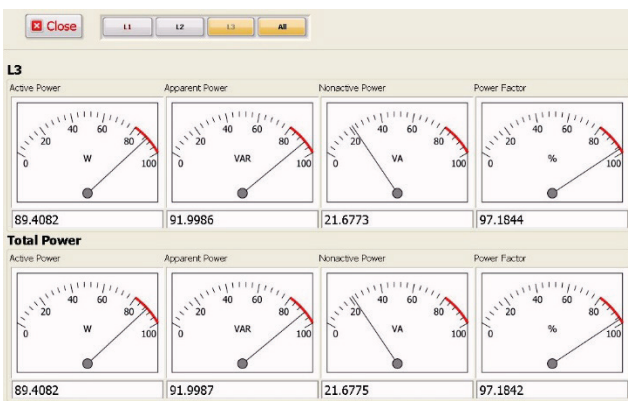 Close L1 L2 L3 All
L3
Active Power Apparent Power Nonactive Power Power Factor
0 20 40 60 80 100 W 0 20 40 60 80 100 VAR 0 20 40 60 80 100 VA 0 20 40 60 80 100 %
89.4082 91.9986 21.6773 97.1844
Total Power
Active Power Apparent Power Nonactive Power Power Factor
0 20 40 60 80 100 W 0 20 40 60 80 100 VAR 0 20 40 60 80 100 VA 0 20 40 60 80 100 %
89.4082 91.9987 21.6775 97.1842